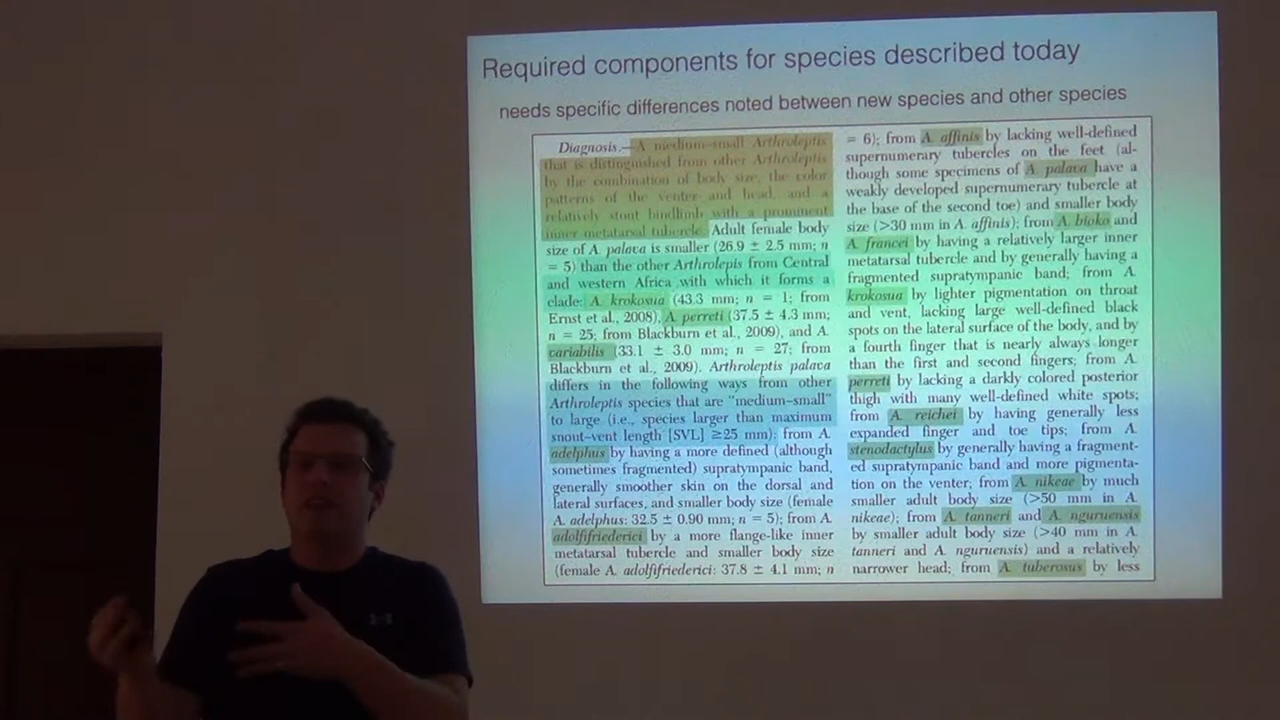 Required components for species described today
needs specific differences noted between new species and other species
Diagnosis.—A medium-small Arthroleptis
that is distinguished from other Arthroleptis
by the combination of body size, the color
patterns of the venter and head, and a
relatively stout hindlimb with a prominent
inner metatarsal tubercle. Adult female body
size of A. palava is smaller (26.9 ± 2.5 mm; n
= 5) than the other Arthrolepis from Central
and western Africa with which it forms a
clade: A. krokosua (43.3 mm; n = 1; from
Ernst et al., 2008), A. perreti (37.5 ± 4.3 mm;
n = 25; from Blackburn et al., 2009), and A.
variabilis (33.1 ± 3.0 mm; n = 27; from
Blackburn et al., 2009). Arthroleptis palava
differs in the following ways from other
Arthroleptis species that are “medium–small”
to large (i.e., species larger than maximum
snout–vent length [SVL] ≥25 mm): from A.
adelphus by having a more defined (although
sometimes fragmented) supratympanic band,
generally smoother skin on the dorsal and
lateral surfaces, and smaller body size (female
A. adelphus: 32.5 ± 0.90 mm; n = 5); from A.
adolfifriederici by a more flange-like inner
metatarsal tubercle and smaller body size
(female A. adolfifriederici: 37.8 ± 4.1 mm; n
= 6); from A. affinis by lacking well-defined
supernumerary tubercles on the feet (al-
though some specimens of A. palava have a
weakly developed supernumerary tubercle at
the base of the second toe) and smaller body
size (>30 mm in A. affinis); from A. bioko and
A. francei by having a relatively larger inner
metatarsal tubercle and by generally having a
fragmented supratympanic band; from A.
krokosua by lighter pigmentation on throat
and vent, lacking large well-defined black
spots on the lateral surface of the body, and by
a fourth finger that is nearly always longer
than the first and second fingers; from A.
perreti by lacking a darkly colored posterior
thigh with many well-defined white spots;
from A. reichei by having generally less
expanded finger and toe tips; from A.
stenodactylus by generally having a fragment-
ed supratympanic band and more pigmenta-
tion on the venter; from A. nikeae by much
smaller adult body size (>50 mm in A.
nikeae); from A. tanneri and A. nguruensis
by smaller adult body size (>40 mm in A.
tanneri and A. nguruensis) and a relatively
narrower head; from A. tuberosus by less